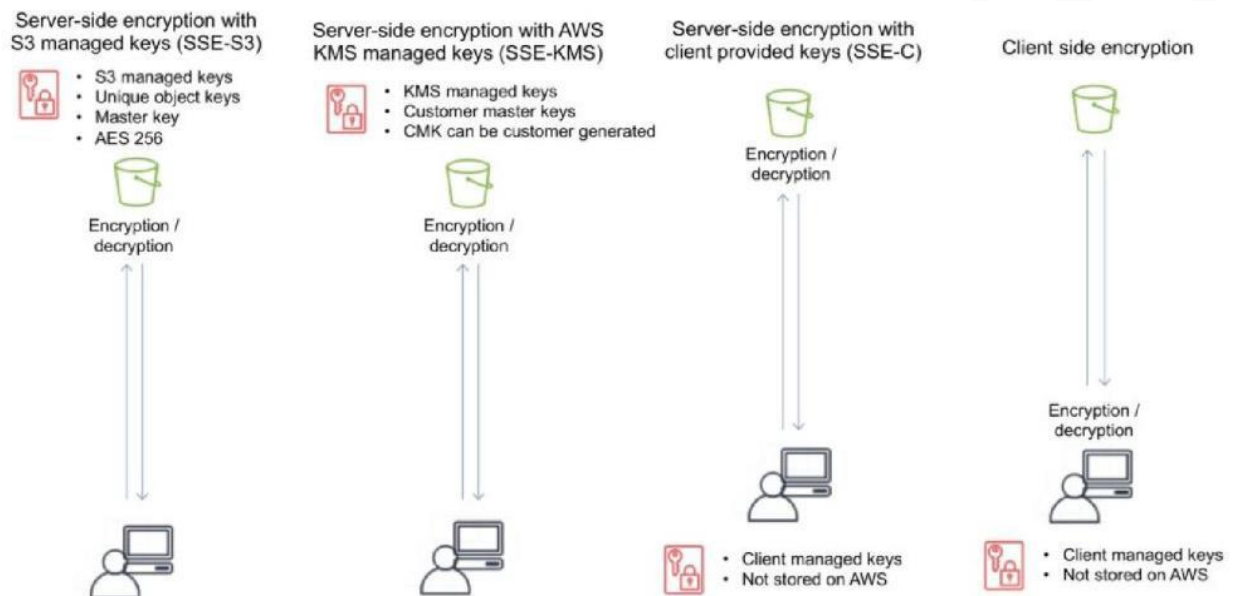 Server-side encryption with
S3 managed keys (SSE-S3)
• S3 managed keys
• Unique object keys
• Master key
• AES 256
Encryption /
decryption
Server-side encryption with AWS
KMS managed keys (SSE-KMS)
• KMS managed keys
• Customer master keys
• CMK can be customer generated
Encryption /
decryption
Server-side encryption with
client provided keys (SSE-C)
Encryption /
decryption
• Client managed keys
• Not stored on AWS
Client side encryption
Encryption /
decryption
• Client managed keys
• Not stored on AWS